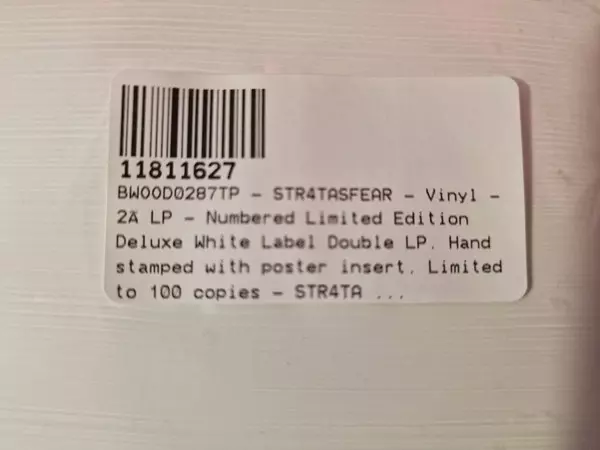 11811627
BWOOD0287TP - STR4TASFEAR - Vinyl -
2Ã LP - Numbered Limited Edition
Deluxe White Label Double LP. Hand
stamped with poster insert. Limited
to 100 copies - STR4TA ...